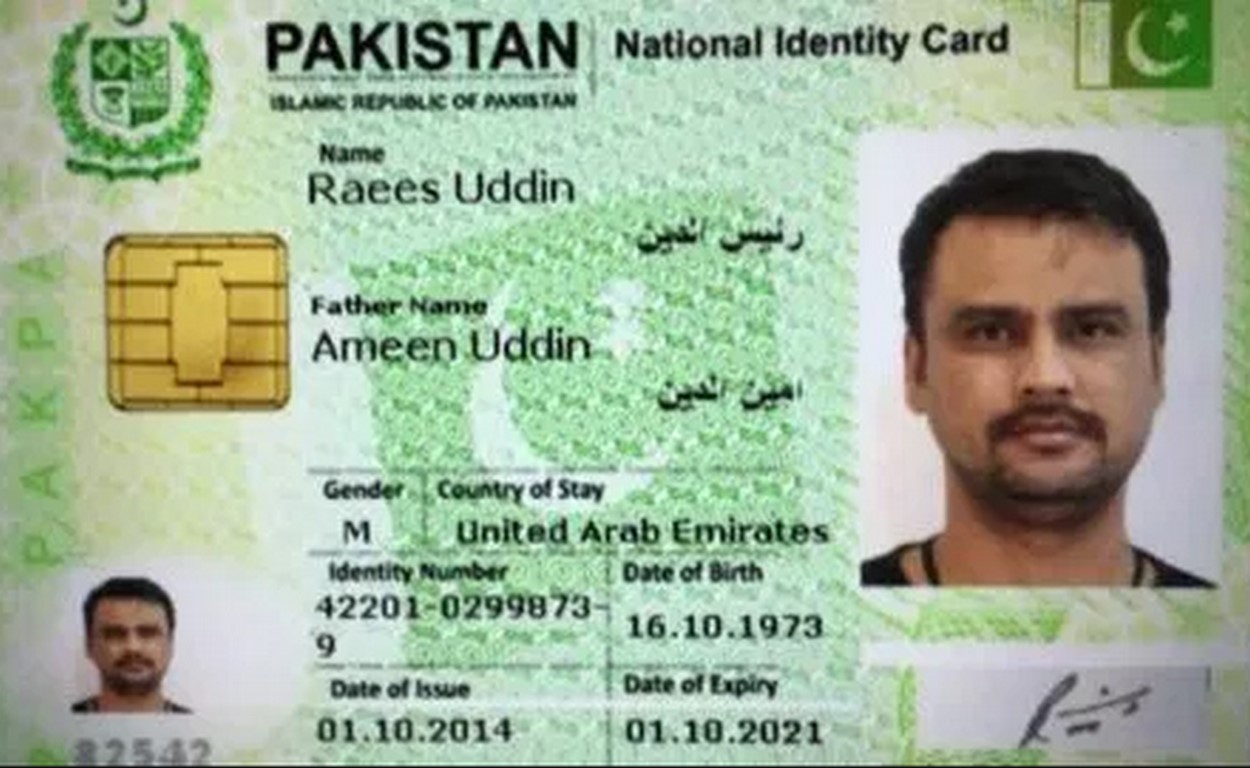 PAKISTAN
National Identity Card
ISLAMIC REPUBLIC OF PAKISTAN
Name
Raees Uddin
رئیس الدین
Father Name
Ameen Uddin
امین الدین
Gender
Country of Stay
M
United Arab Emirates
Identity Number
Date of Birth
42201-0299873-
9
16.10.1973
Date of Issue
Date of Expiry
01.10.2014
01.10.2021
82542
PAKPA